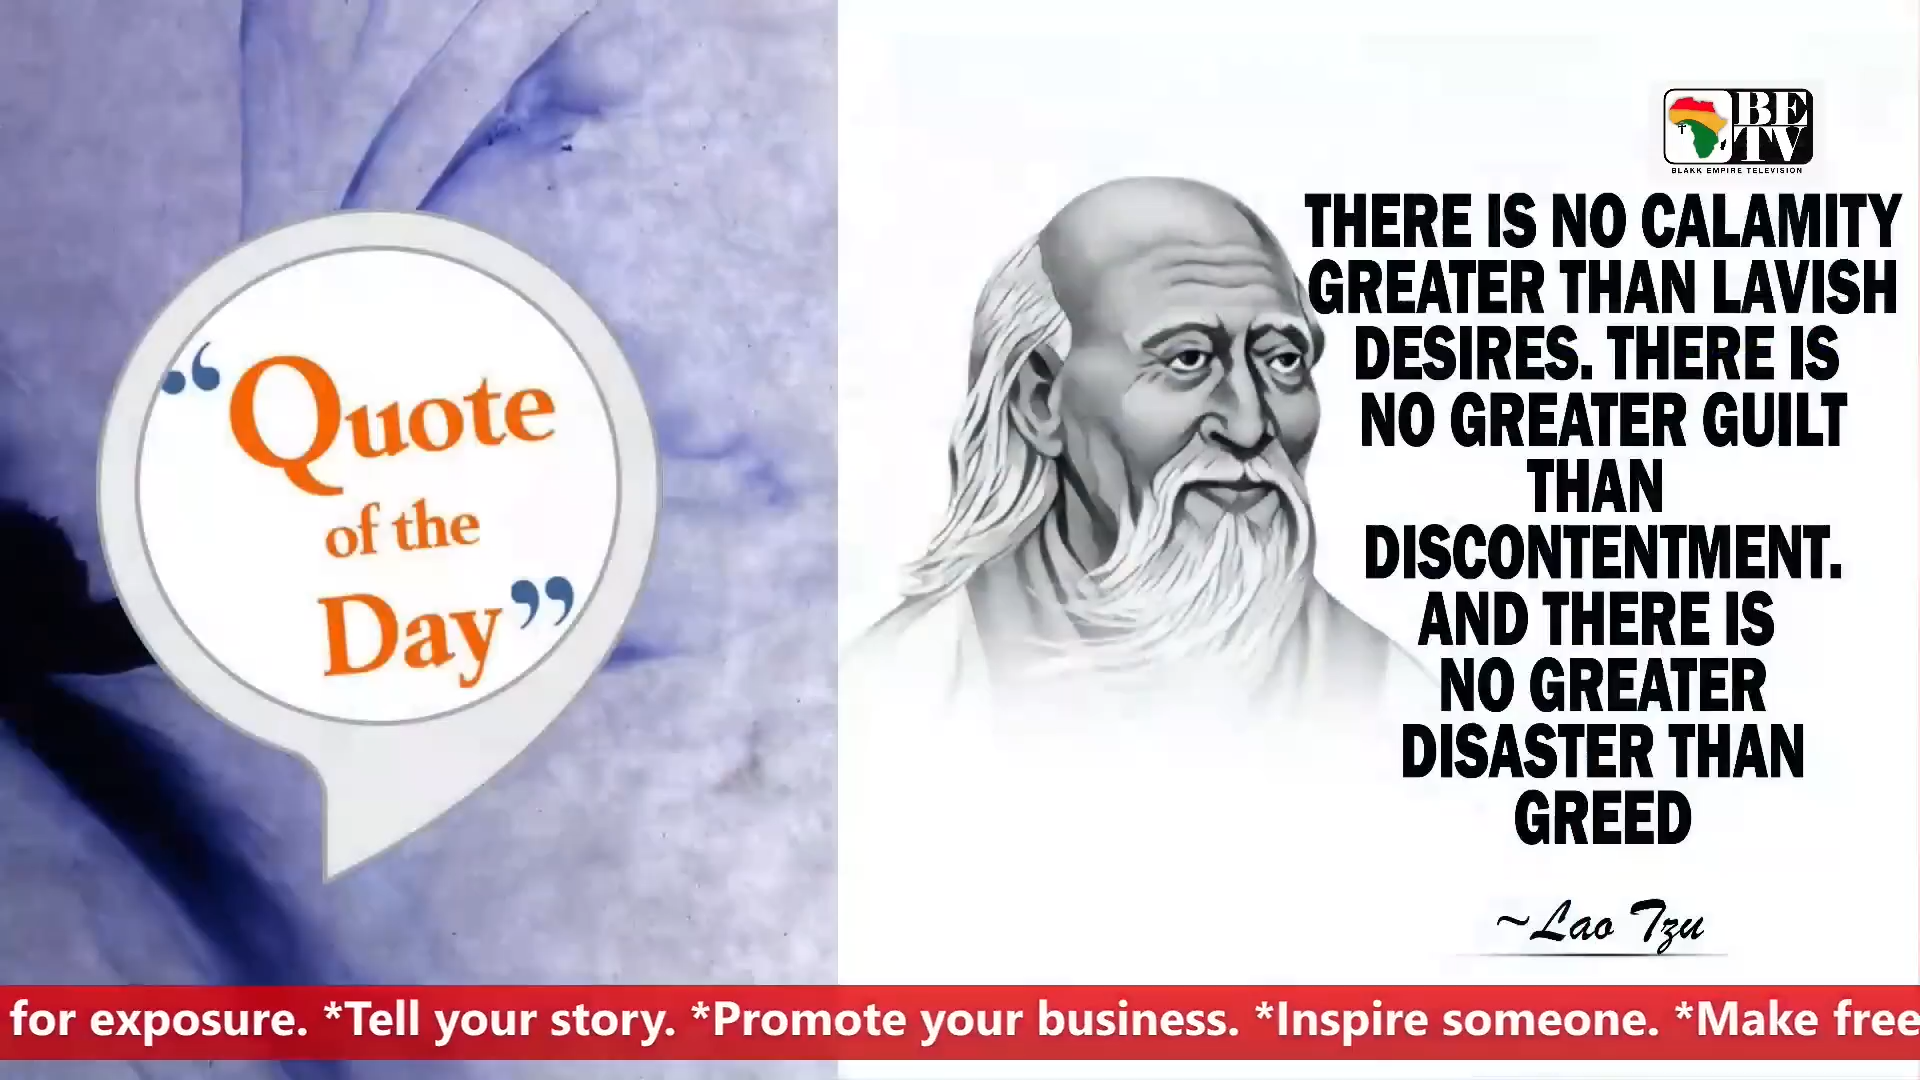 “Quote
of the
Day”
BE
TV
BLAKK EMPIRE TELEVISION
THERE IS NO CALAMITY
GREATER THAN LAVISH
DESIRES. THERE IS
NO GREATER GUILT
THAN
DISCONTENTMENT.
AND THERE IS
NO GREATER
DISASTER THAN
GREED
~Lao Tzu
for exposure. *Tell your story. *Promote your business. *Inspire someone. *Make free